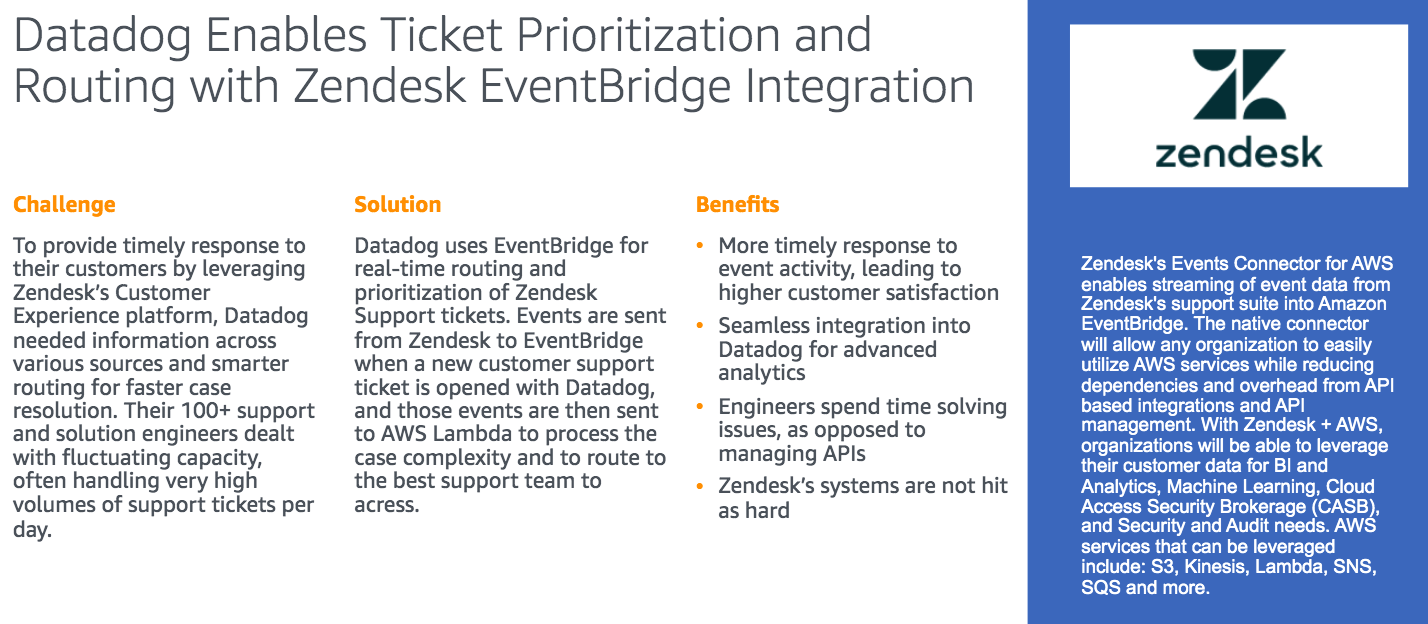 Datadog Enables Ticket Prioritization and
Routing with Zendesk EventBridge Integration
Challenge
To provide timely response to
their customers by leveraging
Zendesk’s Customer
Experience platform, Datadog
needed information across
various sources and smarter
routing for faster case
resolution. Their 100+ support
and solution engineers dealt
with fluctuating capacity,
often handling very high
volumes of support tickets per
day.
Solution
Datadog uses EventBridge for
real-time routing and
prioritization of Zendesk
Support tickets. Events are sent
from Zendesk to EventBridge
when a new customer support
ticket is opened with Datadog,
and those events are then sent
to AWS Lambda to process the
case complexity and to route to
the best support team to
acress.
Benefits
• More timely response to
event activity, leading to
higher customer satisfaction
• Seamless integration into
Datadog for advanced
analytics
• Engineers spend time solving
issues, as opposed to
managing APIs
• Zendesk’s systems are not hit
as hard
zendesk
Zendesk's Events Connector for AWS
enables streaming of event data from
Zendesk's support suite into Amazon
EventBridge. The native connector
will allow any organization to easily
utilize AWS services while reducing
dependencies and overhead from API
based integrations and API
management. With Zendesk + AWS,
organizations will be able to leverage
their customer data for BI and
Analytics, Machine Learning, Cloud
Access Security Brokerage (CASB),
and Security and Audit needs. AWS
services that can be leveraged
include: S3, Kinesis, Lambda, SNS,
SQS and more.